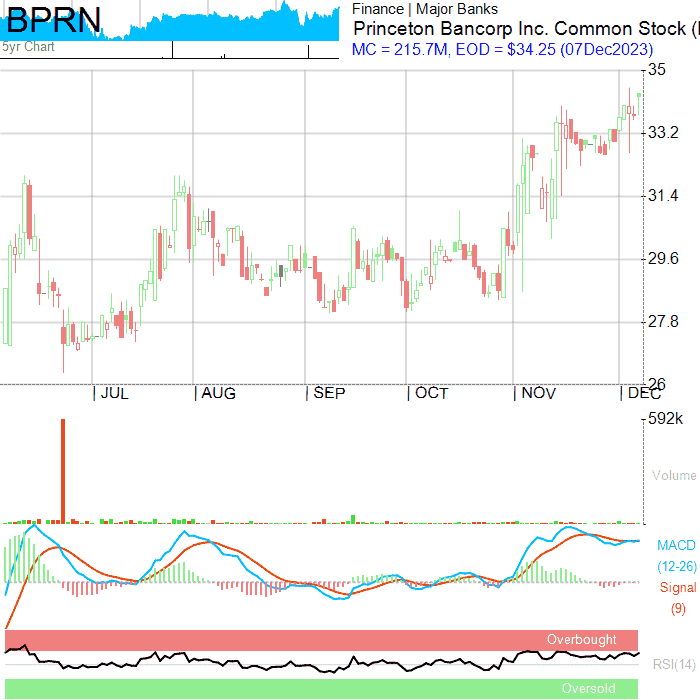 BPRN
5yr Chart
Finance | Major Banks
Princeton Bancorp Inc. Common Stock (
MC = 215.7M, EOD = $34.25 (07Dec2023)
35
33.2
31.4
29.6
27.8
26
JUL
AUG
SEP
OCT
NOV
DEC
592k
Volume
MACD
(12-26)
Signal
(9)
Overbought
RSI(14)
Oversold